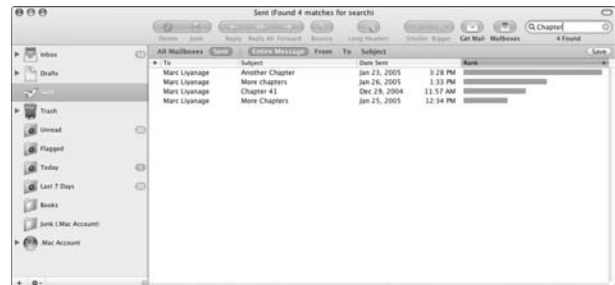 Sent (Found 4 matches for search)
Delete Junk Reply Reply All Forward Bounce Long Headers Smaller Bigger Get Mail Mailboxes 4 Found
Chapter
All Mailboxes Sent Entire Message From To Subject Save
To Subject Date Sent Rank
Marc Liyanage Another Chapter Jan 23, 2005 3:28 PM
Marc Liyanage More chapters Jan 26, 2005 1:33 PM
Marc Liyanage Chapter 41 Dec 29, 2004 11:57 AM
Marc Liyanage More Chapters Jan 25, 2005 12:34 PM
Inbox
Drafts
Sent
Trash
Unread
Flagged
Today
Last 7 Days
Books
Junk (.Mac Account)
.Mac Account